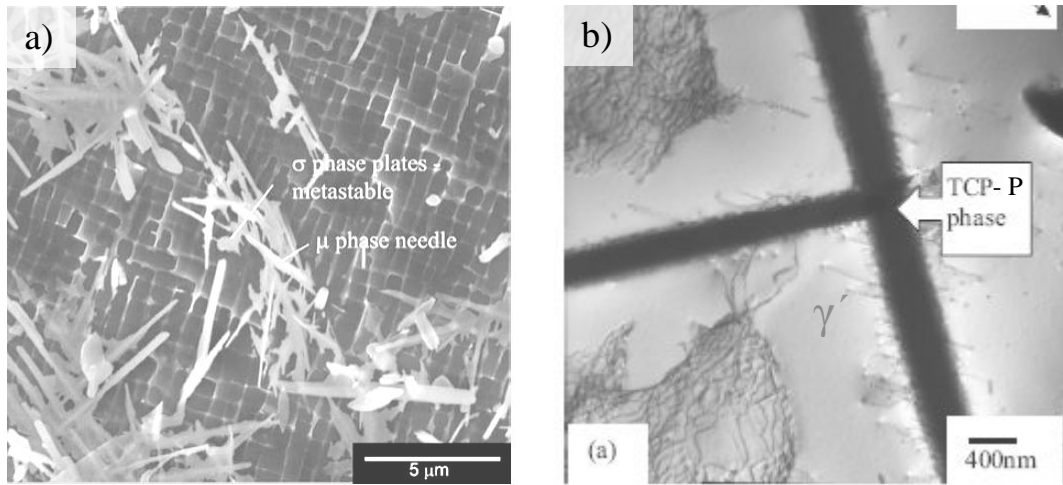 a)
σ phase plates =
metastable
μ phase needle
5 μm
b)
TCP- P
phase
γ′
(a)
400nm